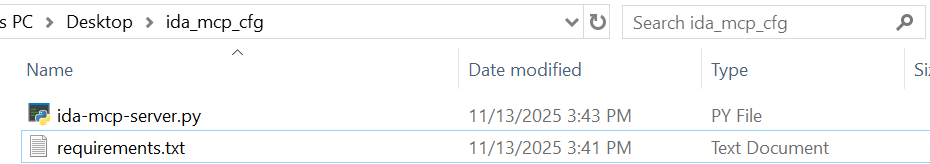 s PC > Desktop > ida_mcp_cfg Search ida_mcp_cfg
Name Date modified Type Si
ida-mcp-server.py 11/13/2025 3:43 PM PY File
requirements.txt 11/13/2025 3:41 PM Text Document